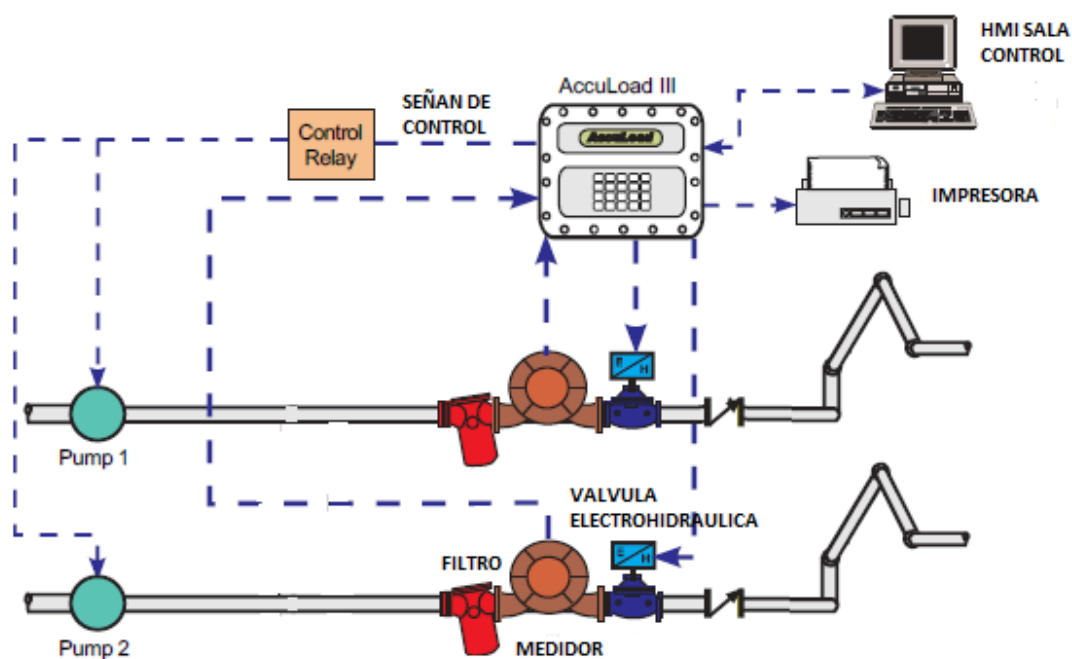 HMI SALA
CONTROL
AccuLoad III
SEÑAN DE
CONTROL
Control
Relay
AccuLoad
IMPRESORA
E
H
Pump 1
VALVULA
ELECTROHIDRAULICA
E
H
FILTRO
Pump 2
MEDIDOR